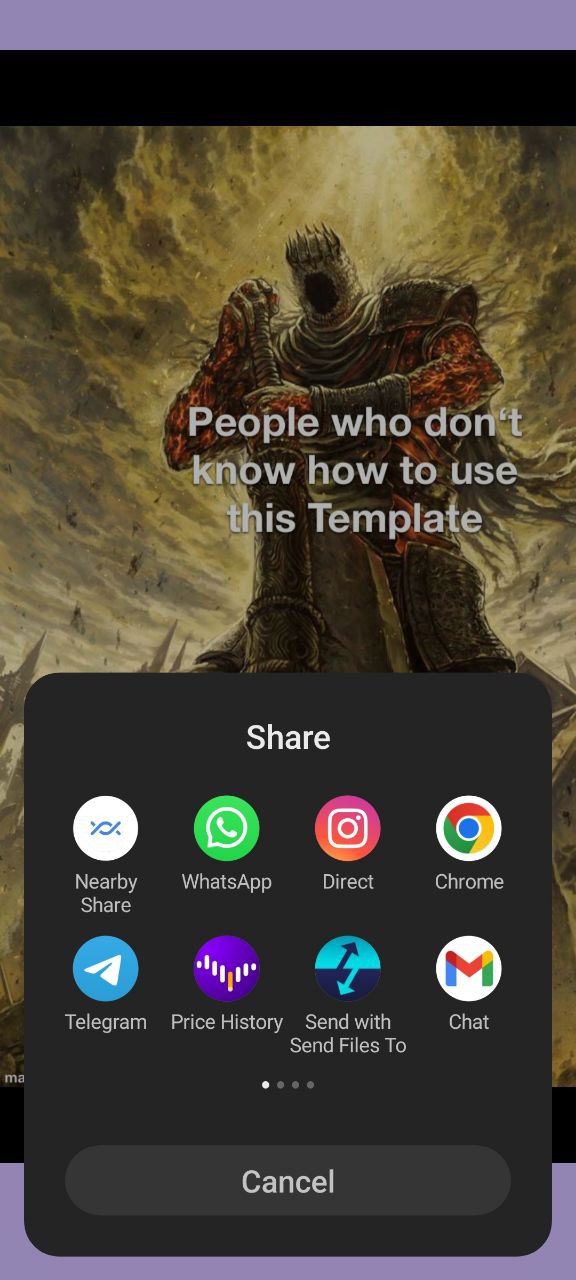 People who don‘t
know how to use
this Template
Share
Nearby
Share
WhatsApp
Direct
Chrome
Telegram
Price History
Send with
Send Files To
Chat
ma
Cancel